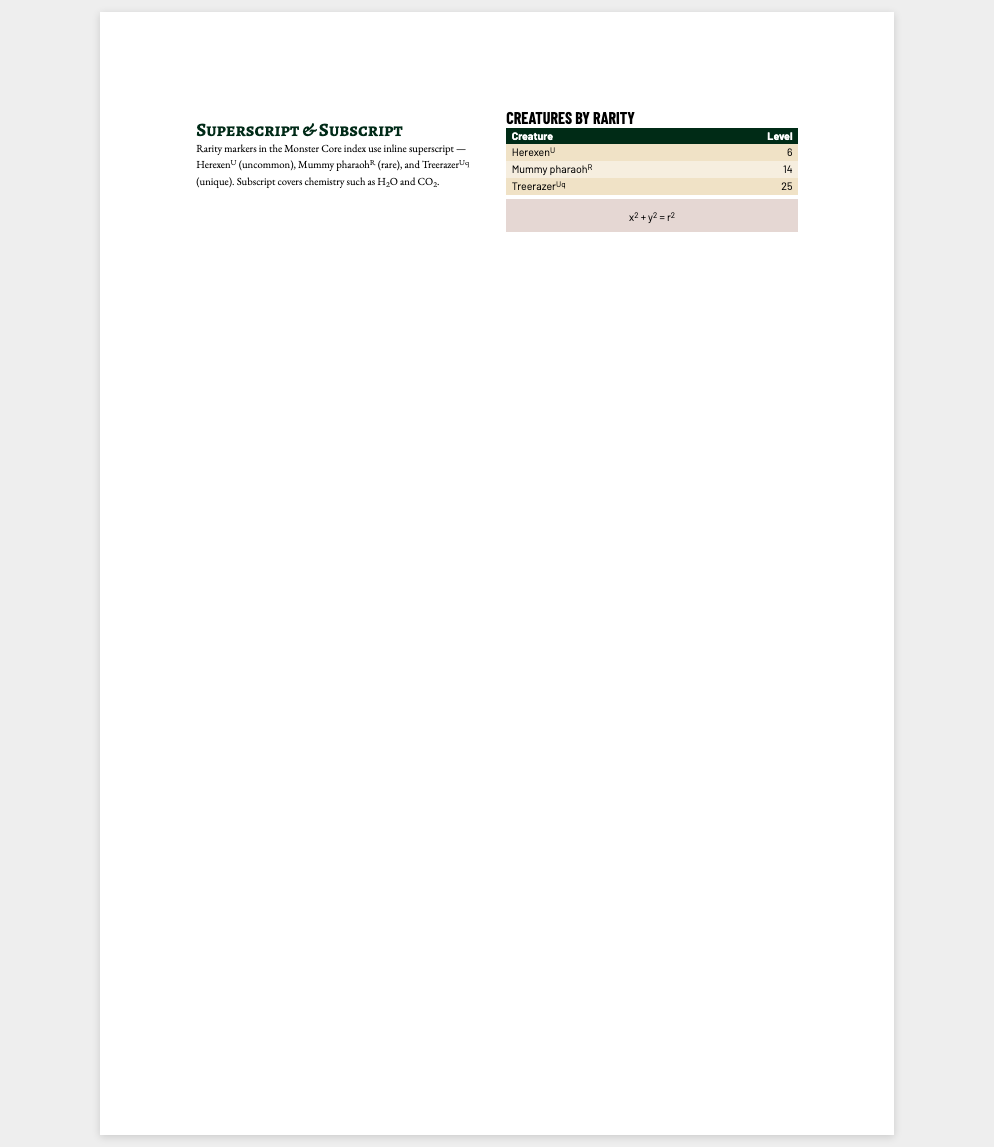 Superscript & Subscript
Rarity markers in the Monster Core index use inline superscript —
Herexenᵁ (uncommon), Mummy pharaohᴿ (rare), and Treerazerᵁq
(unique). Subscript covers chemistry such as H₂O and CO₂.
CREATURES BY RARITY
Creature Level
Herexenᵁ 6
Mummy pharaohᴿ 14
Treerazerᵁq 25
x² + y² = r²